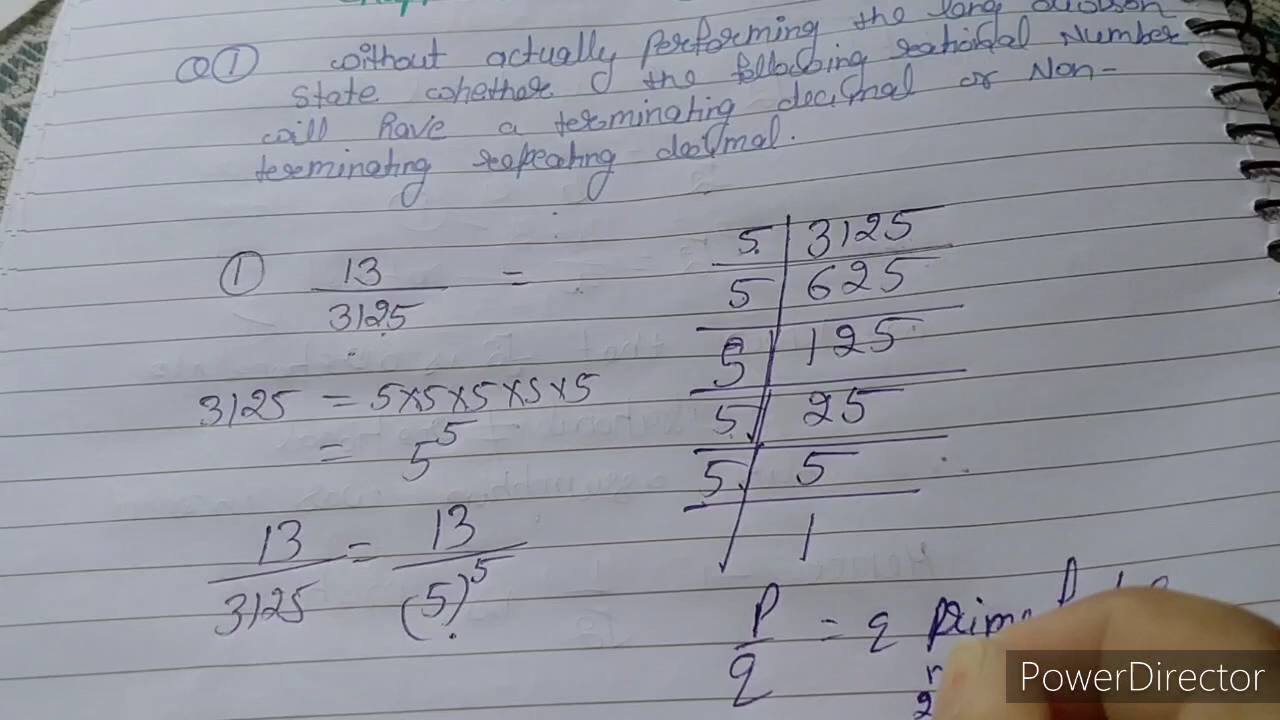 Q ① without actually performing the long division
state whether the following rational Number
will have a terminating decimal or Non-
terminating repeating decimal.
① 13/3125 =
5 | 3125
5 | 625
5 | 125
5 | 25
5 | 5
1
3125 = 5×5×5×5×5
= 5^5
13/3125 = 13/(5)^5
p/q = q
PowerDirector